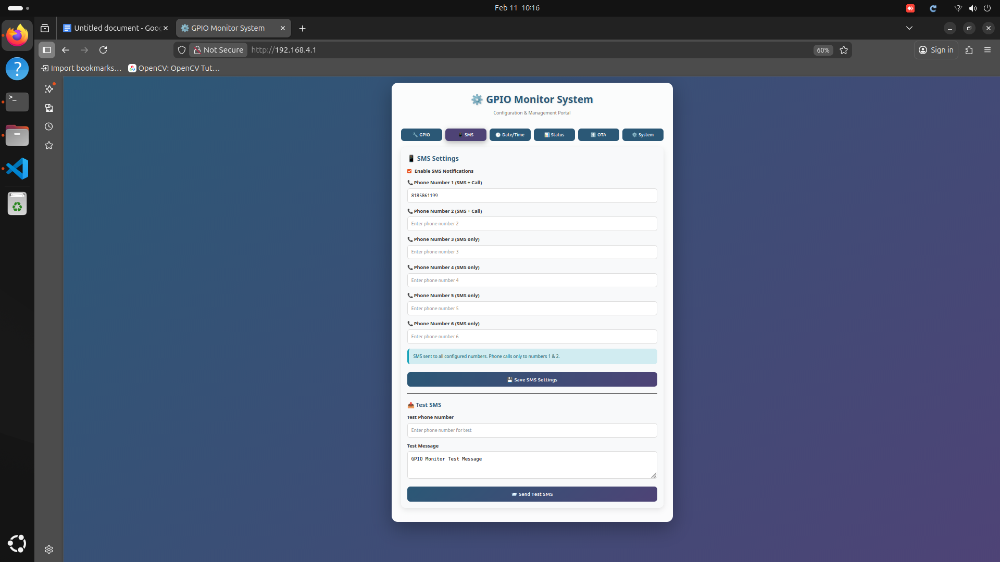 Feb 11 10:16
Untitled document - Goog
GPIO Monitor System
Not Secure
http://192.168.4.1
60%
Sign in
Import bookmarks...
OpenCV: OpenCV Tut...
GPIO Monitor System
Configuration & Management Portal
GPIO
SMS
Date/Time
Status
OTA
System
SMS Settings
Enable SMS Notifications
Phone Number 1 (SMS + Call)
8185861199
Phone Number 2 (SMS + Call)
Enter phone number 2
Phone Number 3 (SMS only)
Enter phone number 3
Phone Number 4 (SMS only)
Enter phone number 4
Phone Number 5 (SMS only)
Enter phone number 5
Phone Number 6 (SMS only)
Enter phone number 6
SMS sent to all configured numbers. Phone calls only to numbers 1 & 2.
Save SMS Settings
Test SMS
Test Phone Number
Enter phone number for test
Test Message
GPIO Monitor Test Message
Send Test SMS